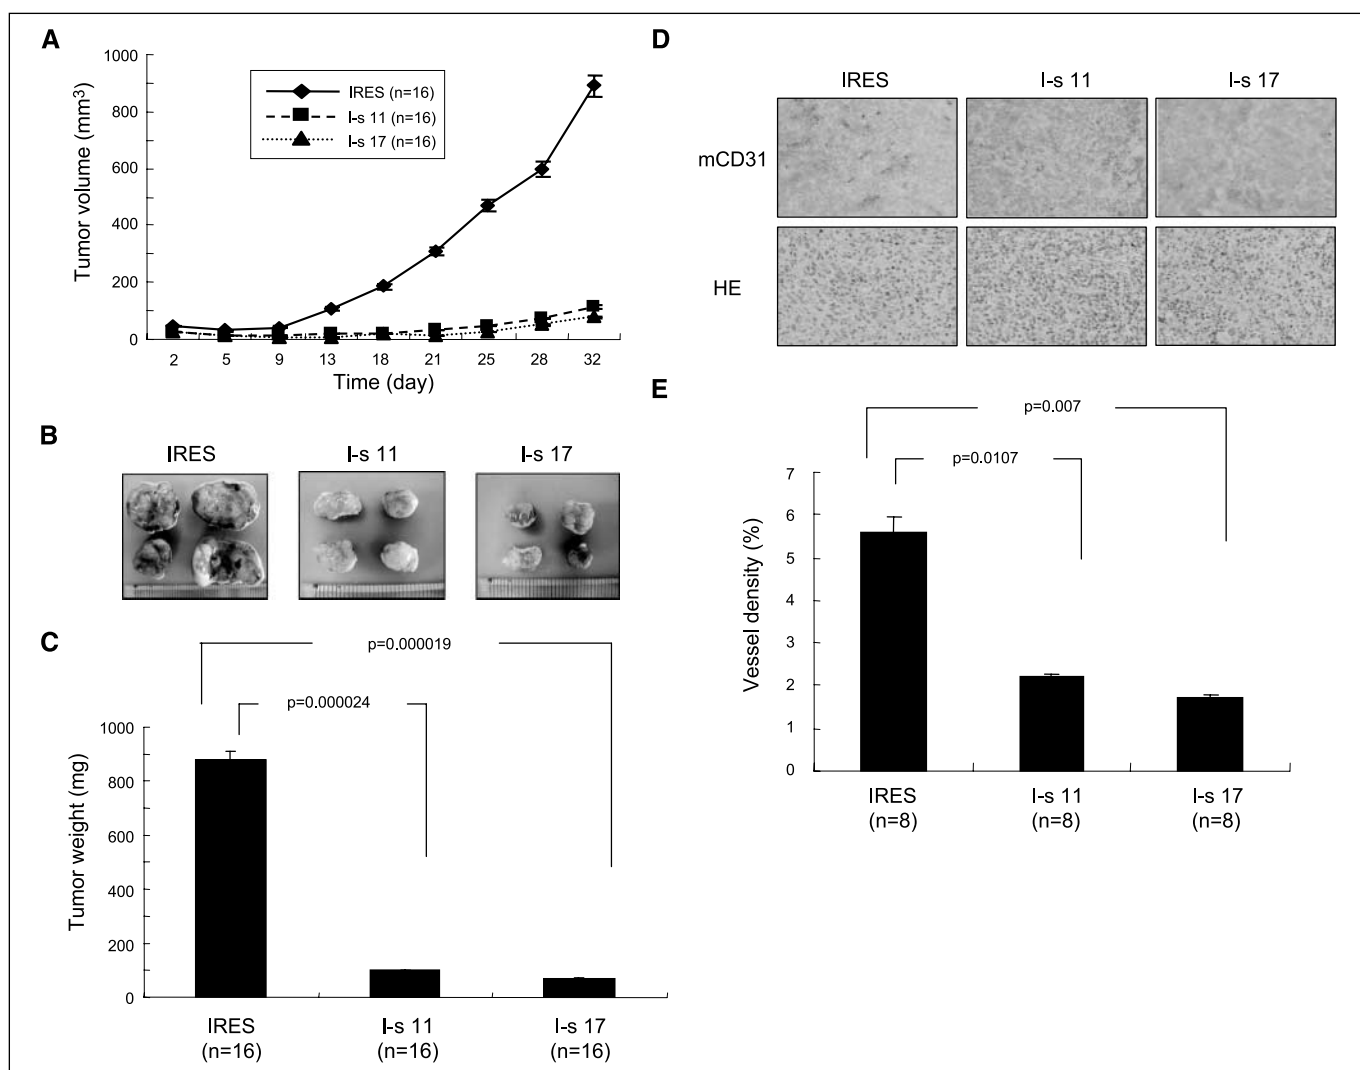 A
1000
800
600
400
200
0
Tumor volume (mm³)
IRES (n=16)
I-s 11 (n=16)
I-s 17 (n=16)
2 5 9 13 18 21 25 28 32
Time (day)
B
IRES I-s 11 I-s 17
C
p=0.000019
p=0.000024
1000
800
600
400
200
0
Tumor weight (mg)
IRES I-s 11 I-s 17
(n=16) (n=16) (n=16)
D
IRES I-s 11 I-s 17
mCD31
HE
E
p=0.007
p=0.0107
7
6
5
4
3
2
1
0
Vessel density (%)
IRES I-s 11 I-s 17
(n=8) (n=8) (n=8)